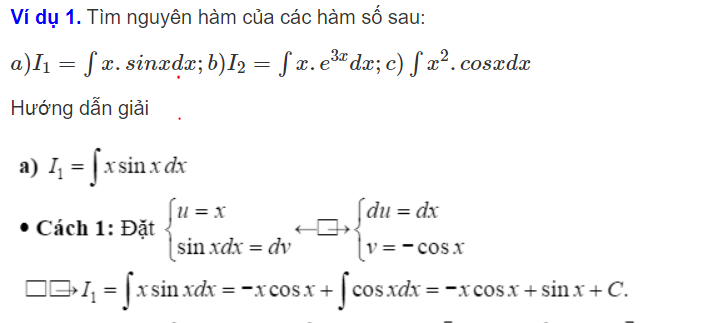 Ví dụ 1. Tìm nguyên hàm của các hàm số sau:
a)I₁ = ∫ x. sinxdx; b)I₂ = ∫ x. e³ˣdx; c) ∫ x². cosxdx
Hướng dẫn giải
a) I₁ = ∫ x sin x dx
• Cách 1: Đặt {u = x; sin xdx = dv ←□→ {du = dx; v = −cos x
□□→ I₁ = ∫ x sin xdx = −x cos x + ∫ cos xdx = −x cos x + sin x + C.